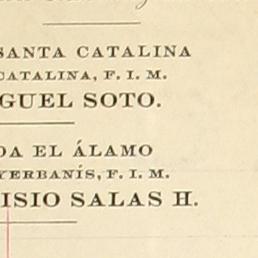 SANTA CATALINA
CATALINA, F. I. M.
GUEL SOTO.
DA EL ÁLAMO
YERBANÍS, F. I. M.
ISIO SALAS H.